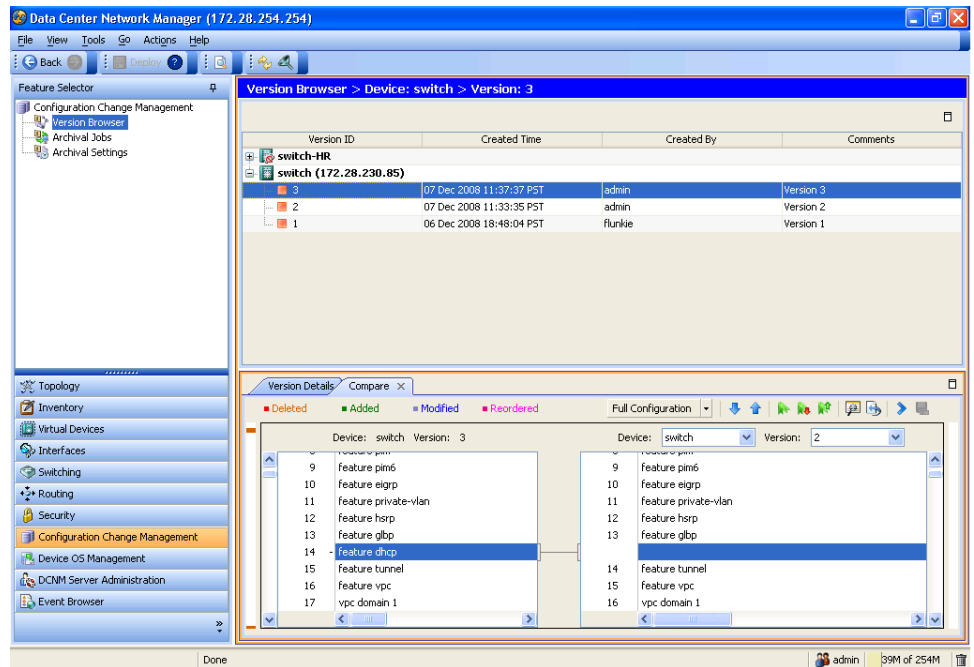 Data Center Network Manager (172.28.254.254)
File View Tools Go Actions Help
Back Deploy ?
Feature Selector
Configuration Change Management
Version Browser
Archival Jobs
Archival Settings
Topology
Inventory
Virtual Devices
Interfaces
Switching
Routing
Security
Configuration Change Management
Device OS Management
DCNM Server Administration
Event Browser
»
Version Browser > Device: switch > Version: 3
Version ID Created Time Created By Comments
switch-HR
switch (172.28.230.85)
3 07 Dec 2008 11:37:37 PST admin Version 3
2 07 Dec 2008 11:33:35 PST admin Version 2
1 06 Dec 2008 18:48:04 PST flunkie Version 1
Version Details Compare
Deleted Added Modified Reordered Full Configuration
Device: switch Version: 3
8 feature pim
9 feature pim6
10 feature eigrp
11 feature private-vlan
12 feature hsrp
13 feature glbp
14 - feature dhcp
15 feature tunnel
16 feature vpc
17 vpc domain 1
Device: switch Version: 2
8 feature pim
9 feature pim6
10 feature eigrp
11 feature private-vlan
12 feature hsrp
13 feature glbp
14 feature tunnel
15 feature vpc
16 vpc domain 1
Done admin 39M of 254M